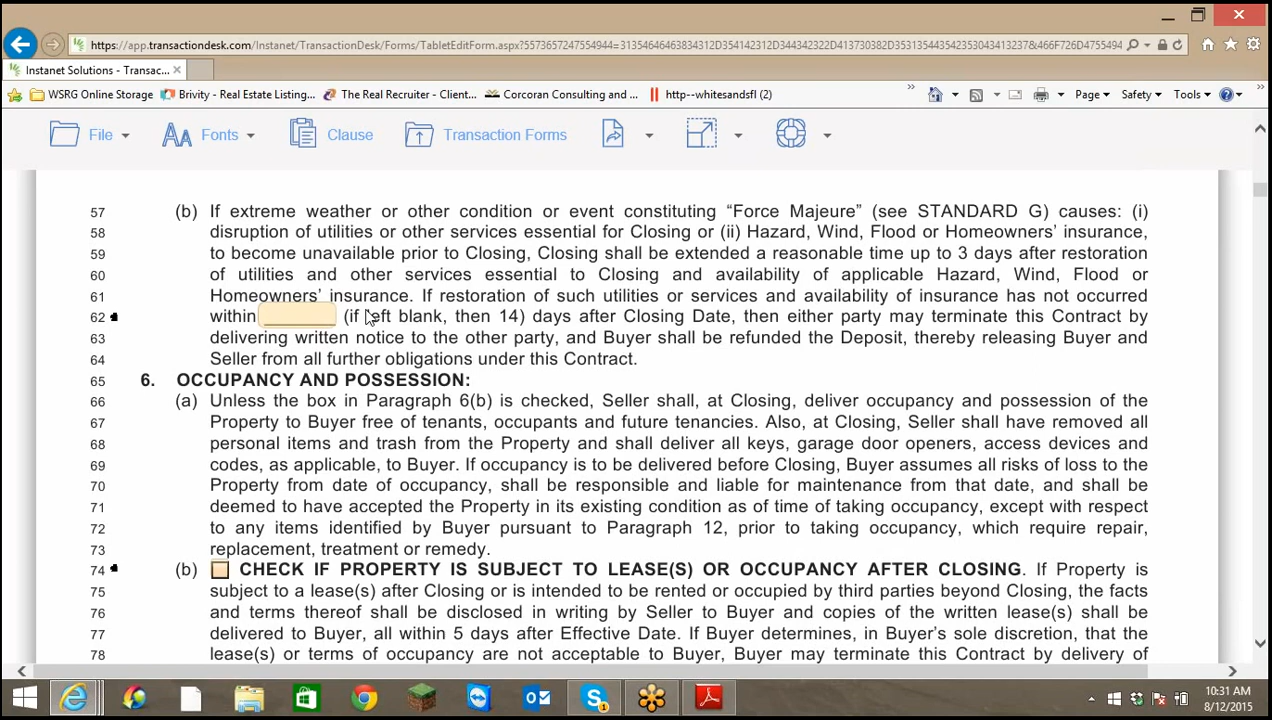 https://app.transactiondesk.com/Instanet/TransactionDesk/Forms/TabletEditForm.aspx?
Instanet Solutions - Transac...
WSRG Online Storage Brivity - Real Estate Listing... The Real Recruiter - Client... Corcoran Consulting and ... http--whitesandsfl (2) Page Safety Tools
File Fonts Clause Transaction Forms
57 (b) If extreme weather or other condition or event constituting “Force Majeure” (see STANDARD G) causes: (i)
58 disruption of utilities or other services essential for Closing or (ii) Hazard, Wind, Flood or Homeowners’ insurance,
59 to become unavailable prior to Closing, Closing shall be extended a reasonable time up to 3 days after restoration
60 of utilities and other services essential to Closing and availability of applicable Hazard, Wind, Flood or
61 Homeowners’ insurance. If restoration of such utilities or services and availability of insurance has not occurred
62 within (if left blank, then 14) days after Closing Date, then either party may terminate this Contract by
63 delivering written notice to the other party, and Buyer shall be refunded the Deposit, thereby releasing Buyer and
64 Seller from all further obligations under this Contract.
65 6. OCCUPANCY AND POSSESSION:
66 (a) Unless the box in Paragraph 6(b) is checked, Seller shall, at Closing, deliver occupancy and possession of the
67 Property to Buyer free of tenants, occupants and future tenancies. Also, at Closing, Seller shall have removed all
68 personal items and trash from the Property and shall deliver all keys, garage door openers, access devices and
69 codes, as applicable, to Buyer. If occupancy is to be delivered before Closing, Buyer assumes all risks of loss to the
70 Property from date of occupancy, shall be responsible and liable for maintenance from that date, and shall be
71 deemed to have accepted the Property in its existing condition as of time of taking occupancy, except with respect
72 to any items identified by Buyer pursuant to Paragraph 12, prior to taking occupancy, which require repair,
73 replacement, treatment or remedy.
74 (b) CHECK IF PROPERTY IS SUBJECT TO LEASE(S) OR OCCUPANCY AFTER CLOSING. If Property is
75 subject to a lease(s) after Closing or is intended to be rented or occupied by third parties beyond Closing, the facts
76 and terms thereof shall be disclosed in writing by Seller to Buyer and copies of the written lease(s) shall be
77 delivered to Buyer, all within 5 days after Effective Date. If Buyer determines, in Buyer’s sole discretion, that the
78 lease(s) or terms of occupancy are not acceptable to Buyer, Buyer may terminate this Contract by delivery of
10:31 AM
8/12/2015